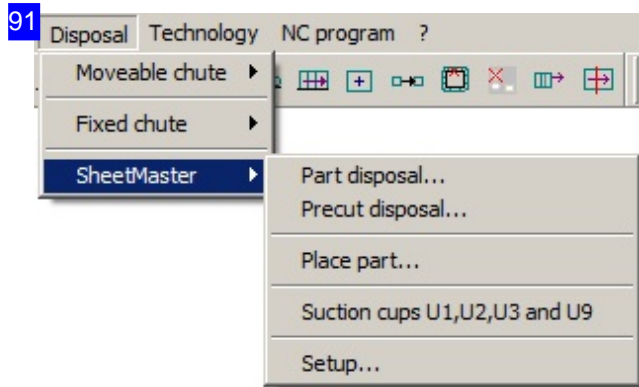 91
Disposal Technology NC program ?
Moveable chute
Fixed chute
SheetMaster
Part disposal...
Precut disposal...
Place part...
Suction cups U1,U2,U3 and U9
Setup...